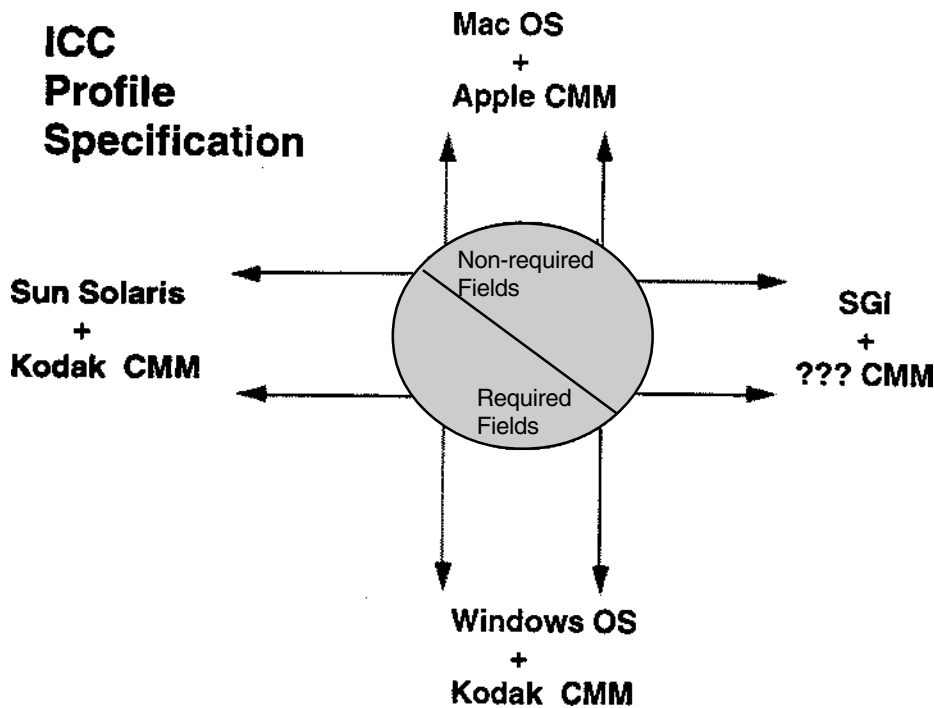 ICC
Profile
Specification
Mac OS
+
Apple CMM
Non-required
Fields
Sun Solaris
+
Kodak CMM
SGI
+
??? CMM
Required
Fields
Windows OS
+
Kodak CMM